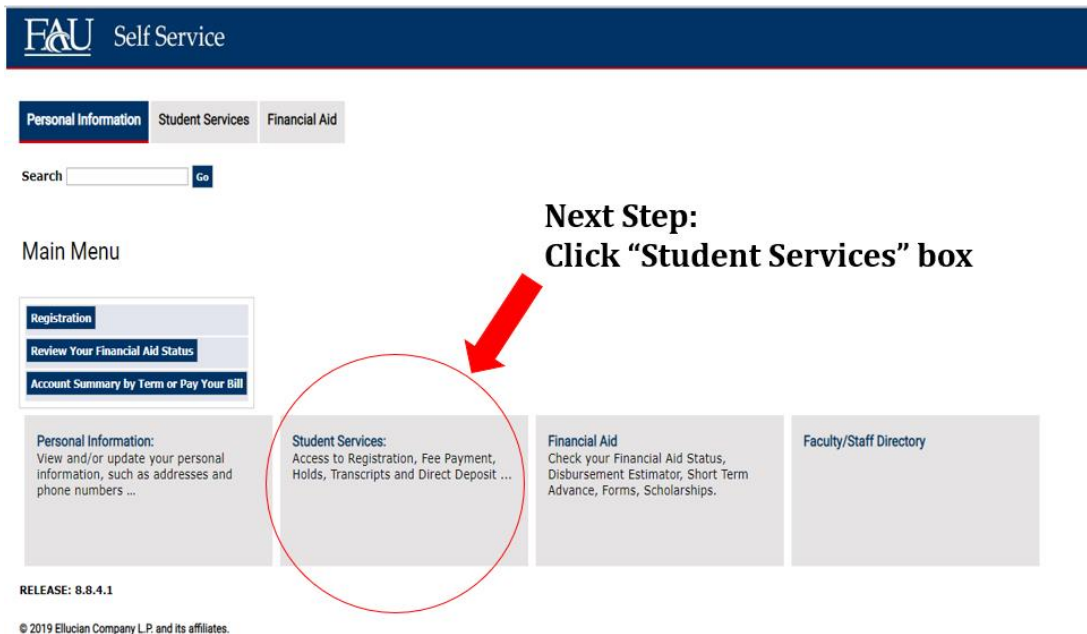 FAU Self Service
Personal Information Student Services Financial Aid
Search Go
Next Step:
Click “Student Services” box
Main Menu
Registration
Review Your Financial Aid Status
Account Summary by Term or Pay Your Bill
Personal Information:
View and/or update your personal
information, such as addresses and
phone numbers ...
Student Services:
Access to Registration, Fee Payment,
Holds, Transcripts and Direct Deposit ...
Financial Aid
Check your Financial Aid Status,
Disbursement Estimator, Short Term
Advance, Forms, Scholarships.
Faculty/Staff Directory
RELEASE: 8.8.4.1
© 2019 Ellucian Company L.P. and its affiliates.